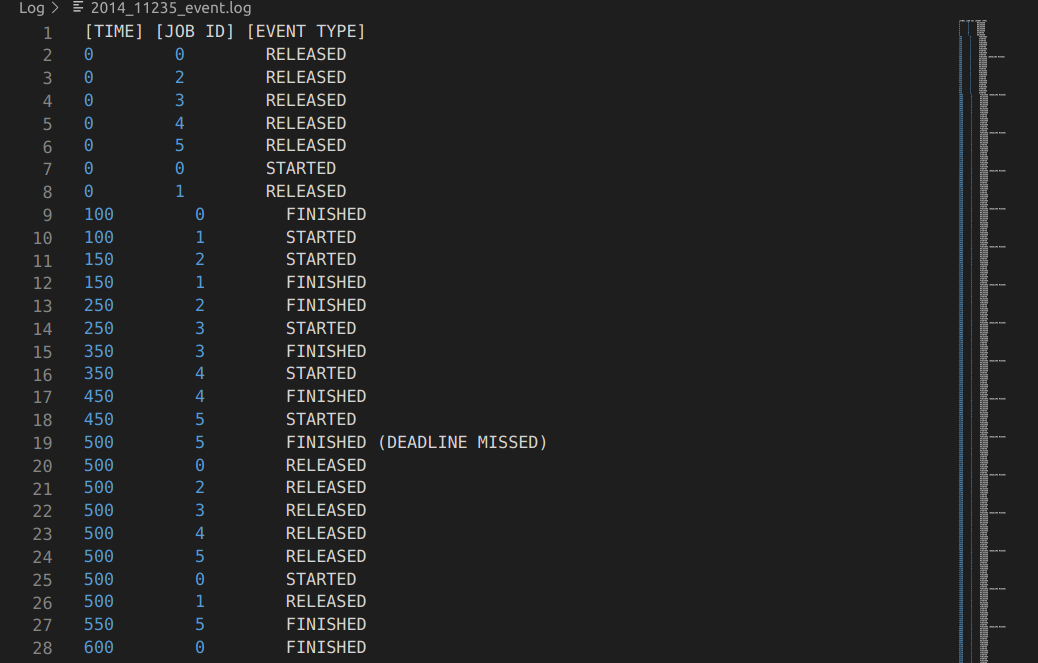 Log > 2014_11235_event.log
1 [TIME] [JOB ID] [EVENT TYPE]
2 0 0 RELEASED
3 0 2 RELEASED
4 0 3 RELEASED
5 0 4 RELEASED
6 0 5 RELEASED
7 0 0 STARTED
8 0 1 RELEASED
9 100 0 FINISHED
10 100 1 STARTED
11 150 2 STARTED
12 150 1 FINISHED
13 250 2 FINISHED
14 250 3 STARTED
15 350 3 FINISHED
16 350 4 STARTED
17 450 4 FINISHED
18 450 5 STARTED
19 500 5 FINISHED (DEADLINE MISSED)
20 500 0 RELEASED
21 500 2 RELEASED
22 500 3 RELEASED
23 500 4 RELEASED
24 500 5 RELEASED
25 500 0 STARTED
26 500 1 RELEASED
27 550 5 FINISHED
28 600 0 FINISHED